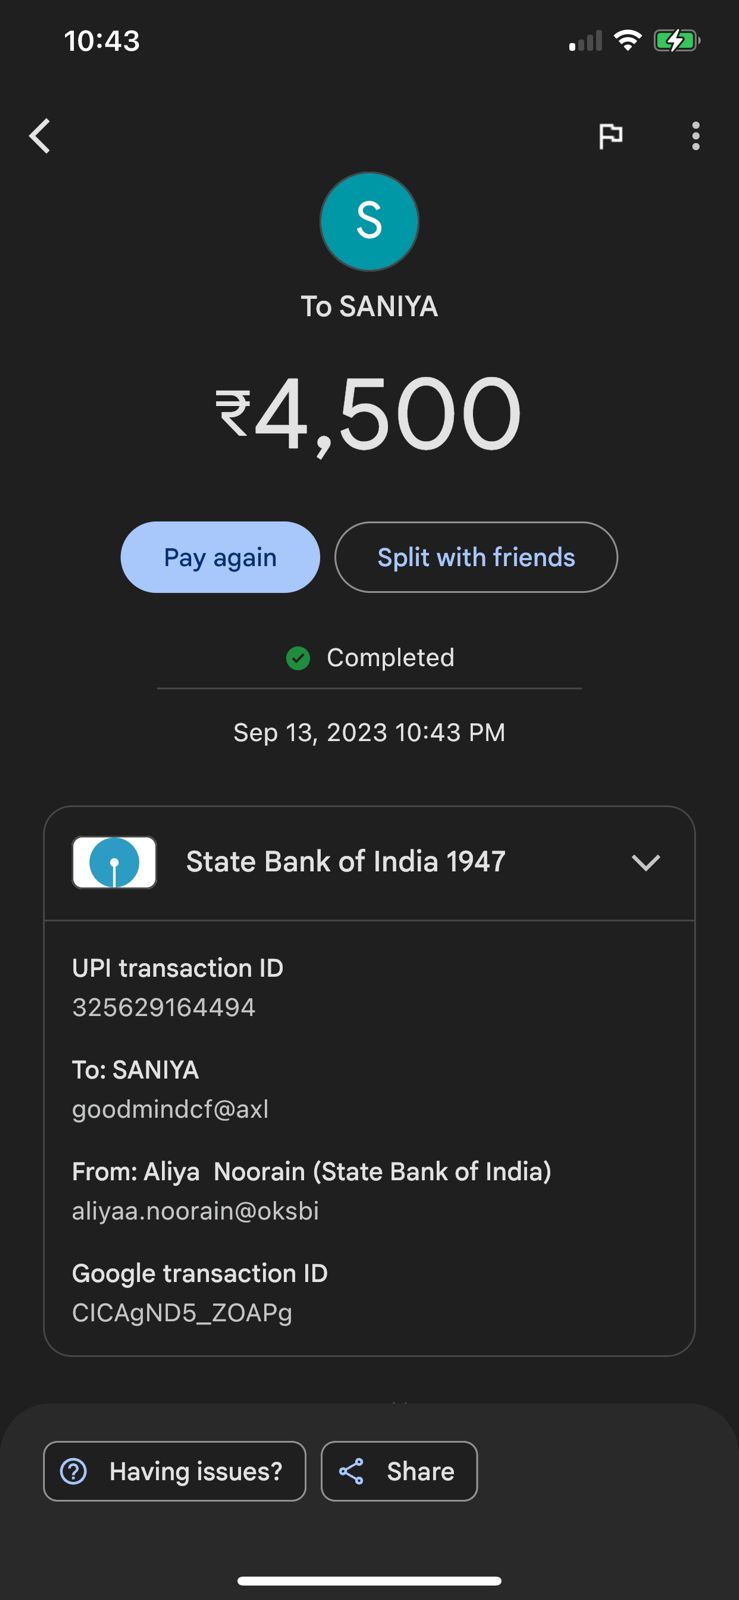 10:43
S
To SANIYA
₹4,500
Pay again
Split with friends
Completed
Sep 13, 2023 10:43 PM
State Bank of India 1947
UPI transaction ID
325629164494
To: SANIYA
goodmindcf@axl
From: Aliya  Noorain (State Bank of India)
aliyaa.noorain@oksbi
Google transaction ID
CICAgND5_ZOAPg
Having issues?
Share